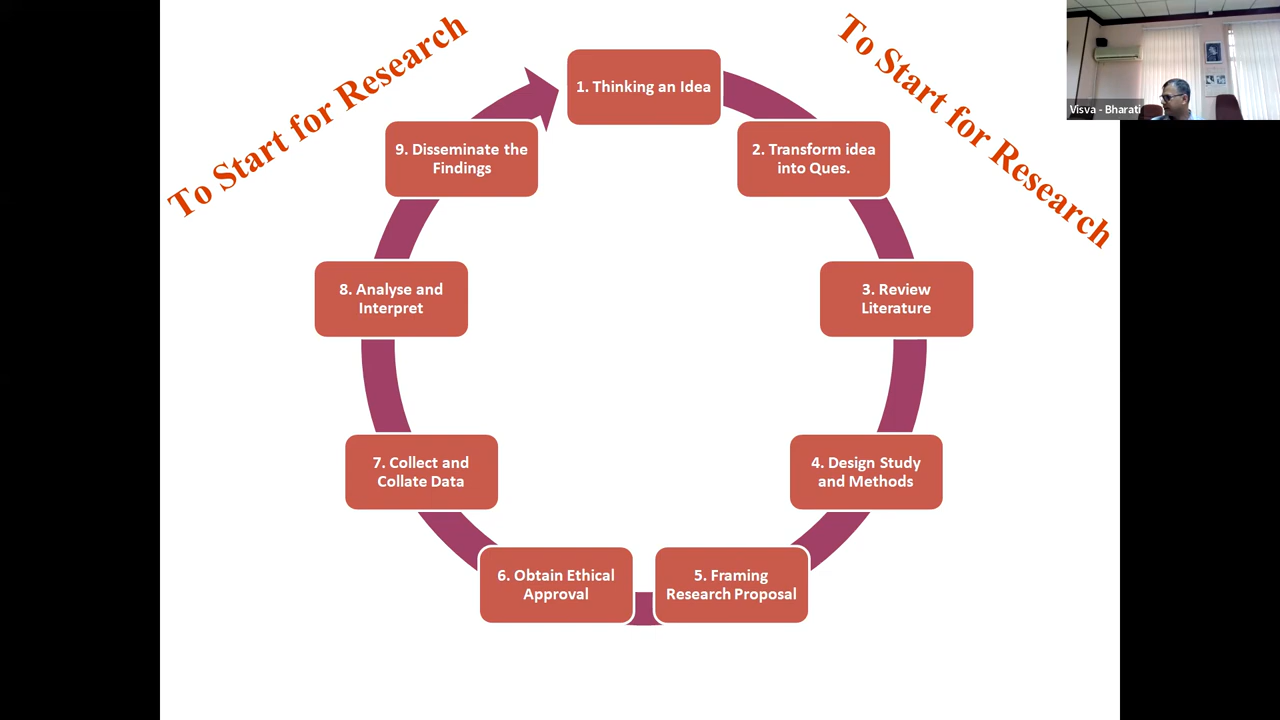 To Start for Research
To Start for Research
1. Thinking an Idea
2. Transform idea
into Ques.
3. Review
Literature
4. Design Study
and Methods
5. Framing
Research Proposal
6. Obtain Ethical
Approval
7. Collect and
Collate Data
8. Analyse and
Interpret
9. Disseminate the
Findings
Visva - Bharati